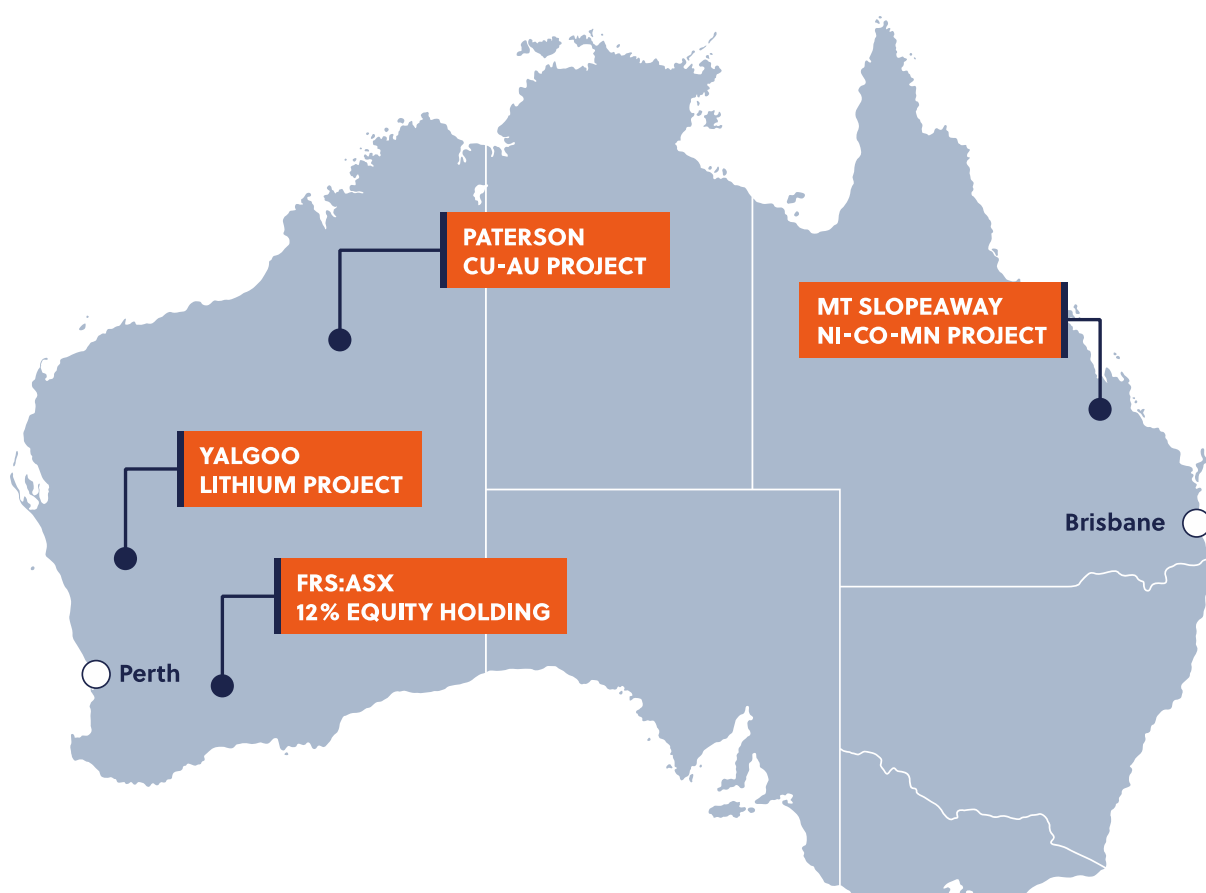 PATERSON
CU-AU PROJECT
MT SLOPEAWAY
NI-CO-MN PROJECT
YALGOO
LITHIUM PROJECT
Brisbane
FRS:ASX
12% EQUITY HOLDING
Perth